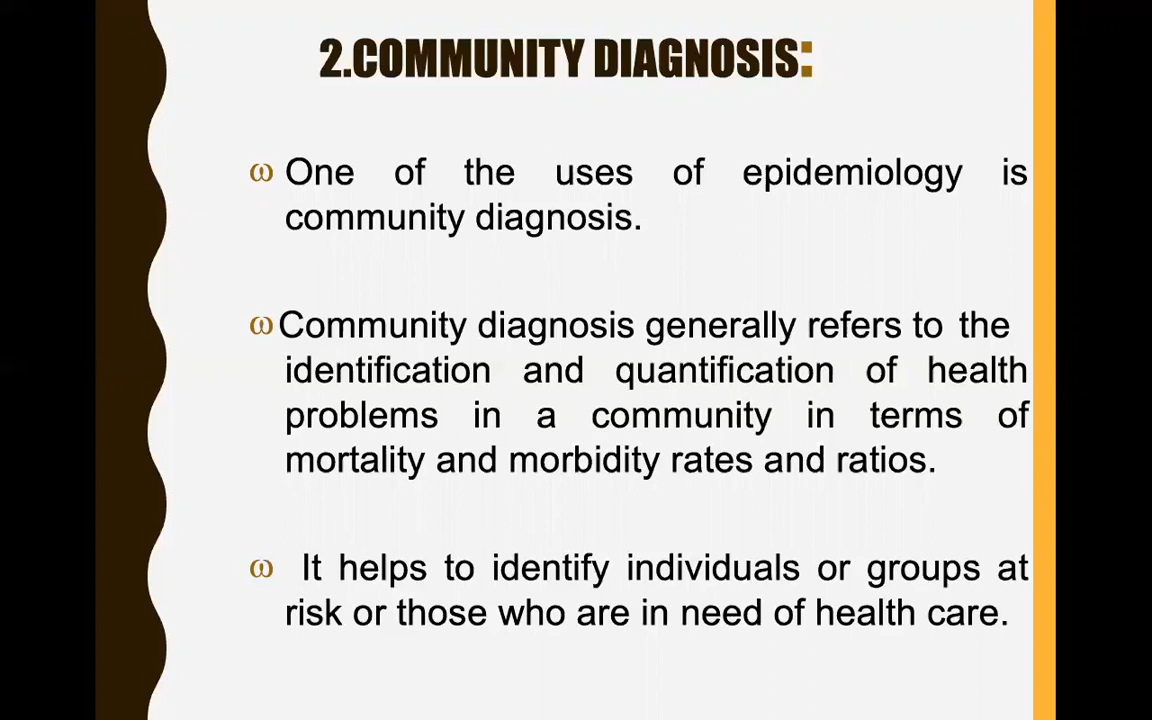 2.COMMUNITY DIAGNOSIS:
ω One of the uses of epidemiology is
community diagnosis.
ω Community diagnosis generally refers to the
identification and quantification of health
problems in a community in terms of
mortality and morbidity rates and ratios.
ω It helps to identify individuals or groups at
risk or those who are in need of health care.